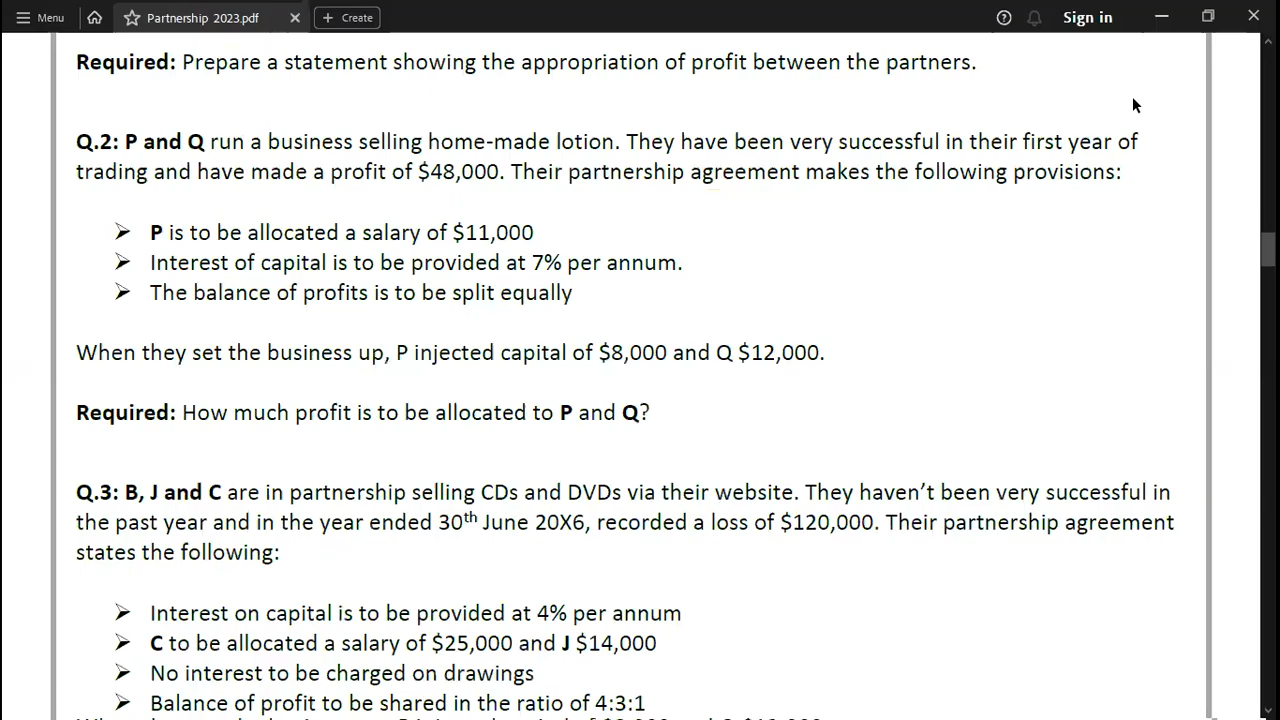 Menu
Partnership 2023.pdf
Create
Sign in
Required: Prepare a statement showing the appropriation of profit between the partners.
Q.2: P and Q run a business selling home-made lotion. They have been very successful in their first year of
trading and have made a profit of $48,000. Their partnership agreement makes the following provisions:
P is to be allocated a salary of $11,000
Interest of capital is to be provided at 7% per annum.
The balance of profits is to be split equally
When they set the business up, P injected capital of $8,000 and Q $12,000.
Required: How much profit is to be allocated to P and Q?
Q.3: B, J and C are in partnership selling CDs and DVDs via their website. They haven’t been very successful in
the past year and in the year ended 30th June 20X6, recorded a loss of $120,000. Their partnership agreement
states the following:
Interest on capital is to be provided at 4% per annum
C to be allocated a salary of $25,000 and J $14,000
No interest to be charged on drawings
Balance of profit to be shared in the ratio of 4:3:1